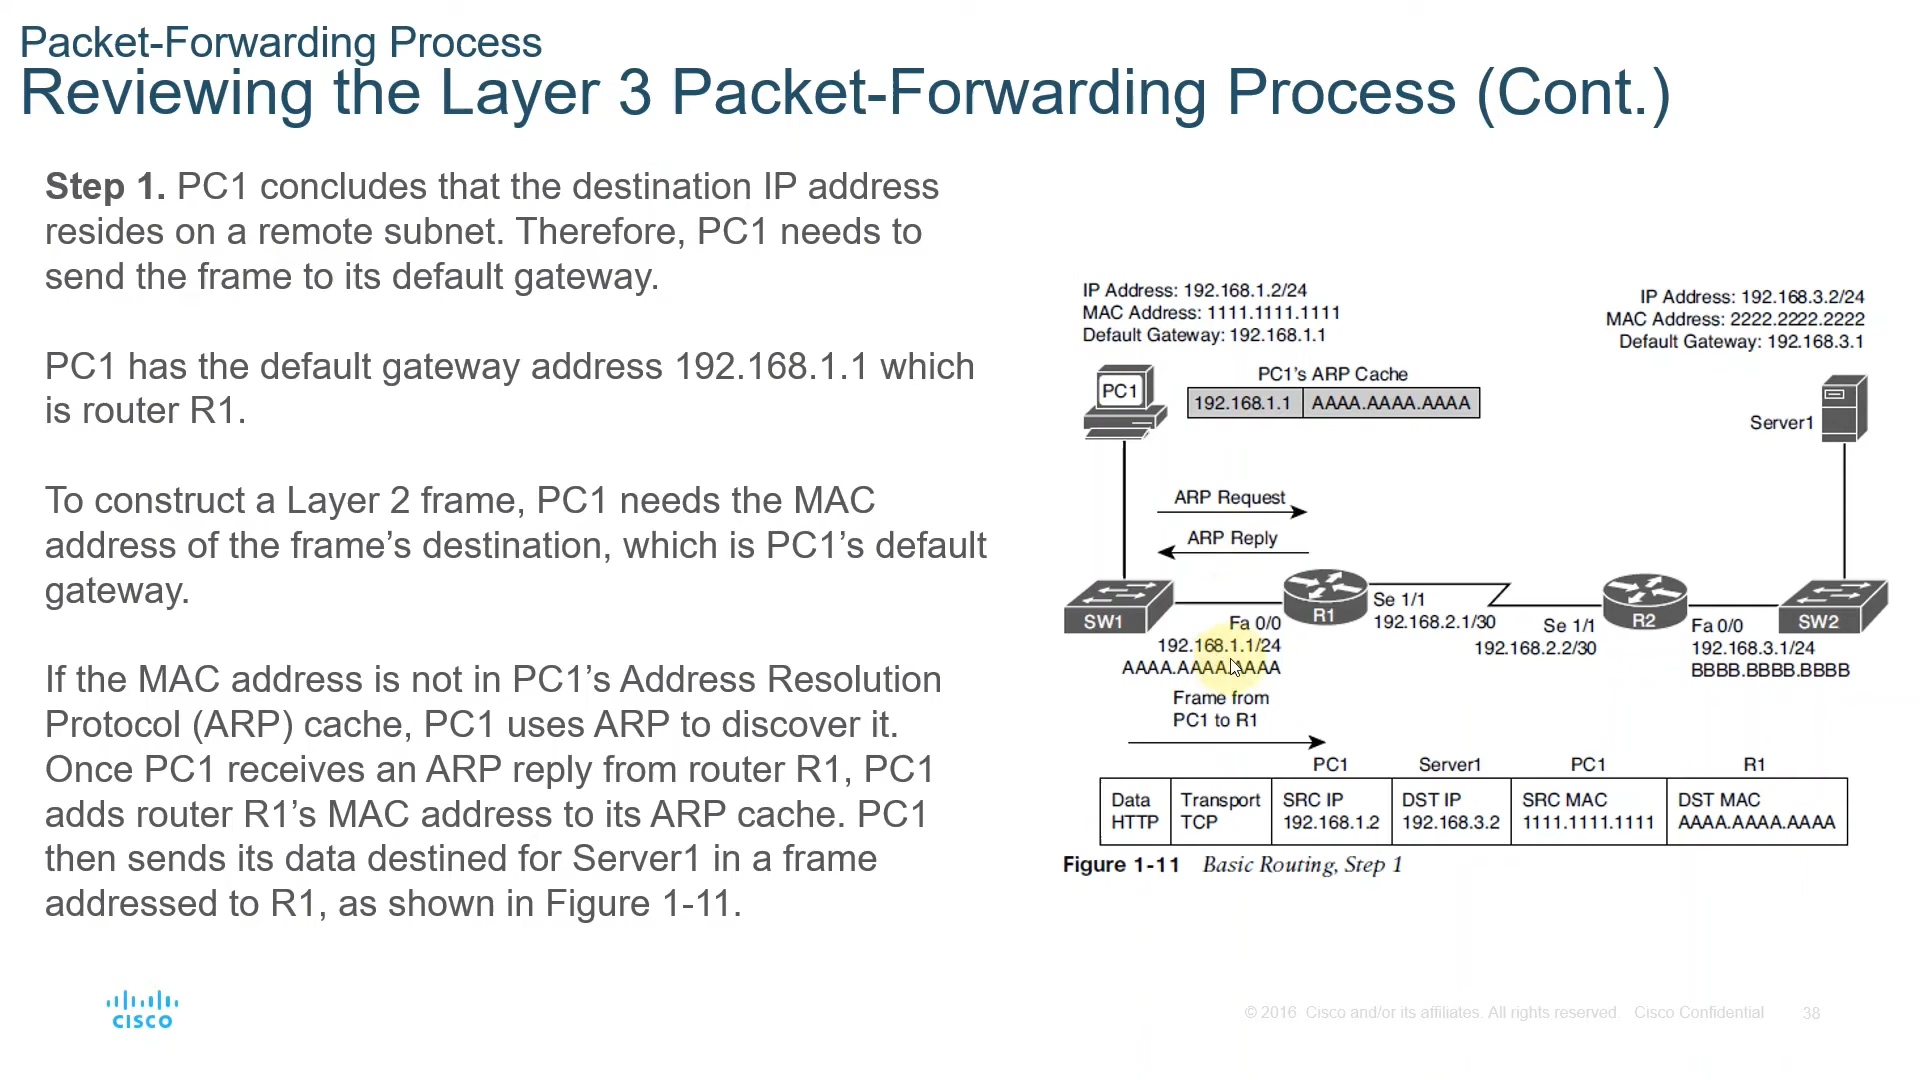 Packet-Forwarding Process
Reviewing the Layer 3 Packet-Forwarding Process (Cont.)
Step 1. PC1 concludes that the destination IP address
resides on a remote subnet. Therefore, PC1 needs to
send the frame to its default gateway.
PC1 has the default gateway address 192.168.1.1 which
is router R1.
To construct a Layer 2 frame, PC1 needs the MAC
address of the frame’s destination, which is PC1’s default
gateway.
If the MAC address is not in PC1’s Address Resolution
Protocol (ARP) cache, PC1 uses ARP to discover it.
Once PC1 receives an ARP reply from router R1, PC1
adds router R1’s MAC address to its ARP cache. PC1
then sends its data destined for Server1 in a frame
addressed to R1, as shown in Figure 1-11.
IP Address: 192.168.1.2/24
MAC Address: 1111.1111.1111
Default Gateway: 192.168.1.1
IP Address: 192.168.3.2/24
MAC Address: 2222.2222.2222
Default Gateway: 192.168.3.1
PC1’s ARP Cache
PC1
192.168.1.1 AAAA.AAAA.AAAA
Server1
ARP Request
ARP Reply
SW1
R1
R2
SW2
Fa 0/0
192.168.1.1/24
AAAA.AAAA.AAAA
Se 1/1
192.168.2.1/30
Se 1/1
192.168.2.2/30
Fa 0/0
192.168.3.1/24
BBBB.BBBB.BBBB
Frame from
PC1 to R1
PC1 Server1 PC1 R1
Data Transport SRC IP DST IP SRC MAC DST MAC
HTTP TCP 192.168.1.2 192.168.3.2 1111.1111.1111 AAAA.AAAA.AAAA
Figure 1-11 Basic Routing, Step 1
CISCO
© 2016 Cisco and/or its affiliates. All rights reserved. Cisco Confidential 38